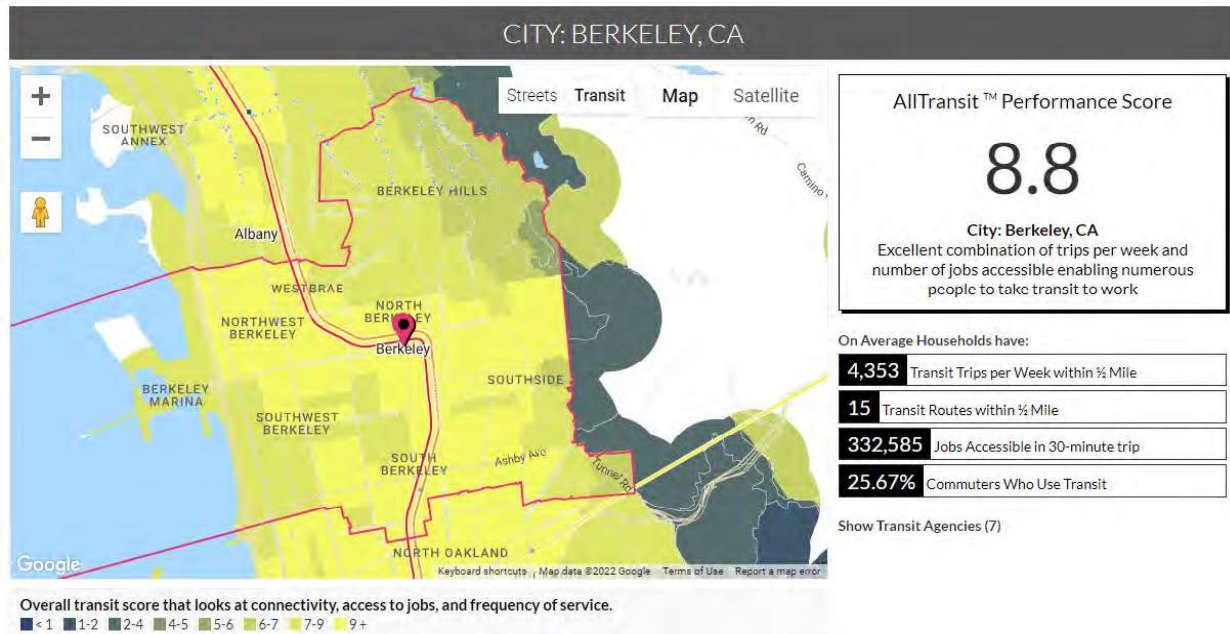 CITY: BERKELEY, CA
+
−
Streets Transit
Map Satellite
SOUTHWEST
ANNEX
BERKELEY HILLS
Albany
WESTBRAE
NORTHWEST
BERKELEY
NORTH
BERKELEY
Berkeley
BERKELEY
MARINA
SOUTHSIDE
SOUTHWEST
BERKELEY
SOUTH
BERKELEY
Ashby Ave
Tunnel Rd
NORTH OAKLAND
Rd
Camino
Google
Keyboard shortcuts Map data ©2022 Google Terms of Use Report a map error
Overall transit score that looks at connectivity, access to jobs, and frequency of service.
< 1 1-2 2-4 4-5 5-6 6-7 7-9 9 +
AllTransit ™ Performance Score
8.8
City: Berkeley, CA
Excellent combination of trips per week and
number of jobs accessible enabling numerous
people to take transit to work
On Average Households have:
4,353 Transit Trips per Week within ½ Mile
15 Transit Routes within ½ Mile
332,585 Jobs Accessible in 30-minute trip
25.67% Commuters Who Use Transit
Show Transit Agencies (7)